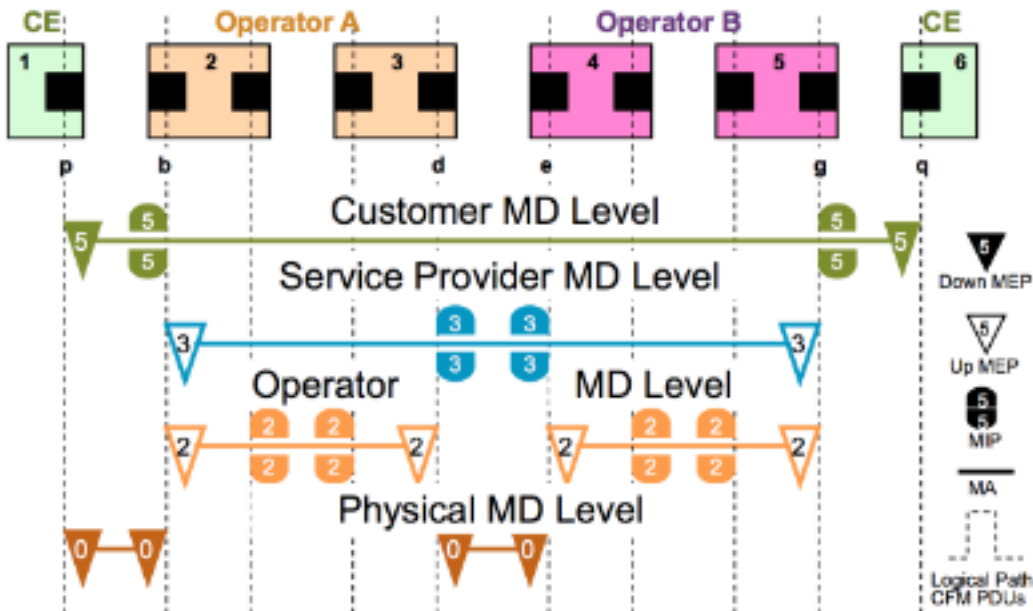 CE Operator A Operator B CE
1 2 3 4 5 6
p b d e g q
Customer MD Level
5 5 5 5
5 5
Service Provider MD Level
5
Down MEP
3 3 3 3
3 3
5
Up MEP
Operator MD Level
2 2 2 2 2 2 2 2
2 2 2 2
5
5
MIP
MA
Physical MD Level
0 0 0 0
Logical Path
CFM PDUs